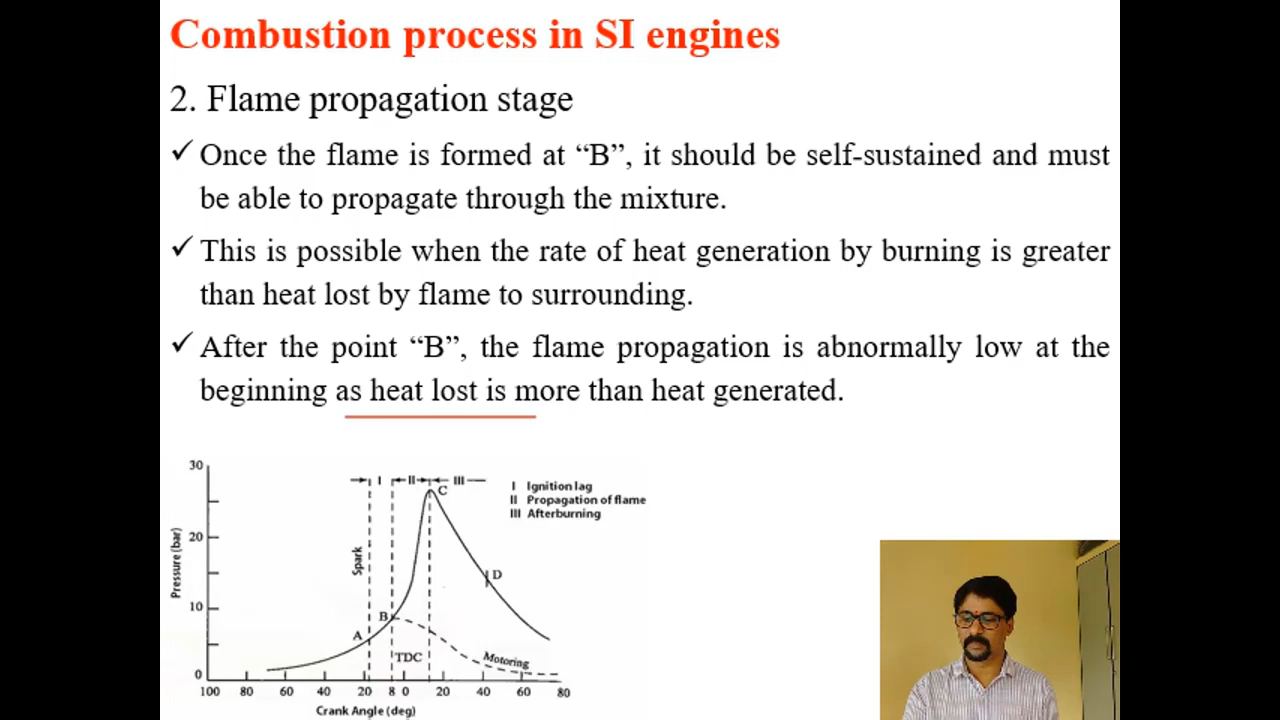 Combustion process in SI engines
2. Flame propagation stage
✓ Once the flame is formed at “B”, it should be self-sustained and must
be able to propagate through the mixture.
✓ This is possible when the rate of heat generation by burning is greater
than heat lost by flame to surrounding.
✓ After the point “B”, the flame propagation is abnormally low at the
beginning as heat lost is more than heat generated.
30
20
10
0
Pressure (bar)
I II III
C
I Ignition lag
II Propagation of flame
III Afterburning
Spark
D
B
A
TDC
Motoring
100 80 60 40 20 8 0 20 40 60 80
Crank Angle (deg)